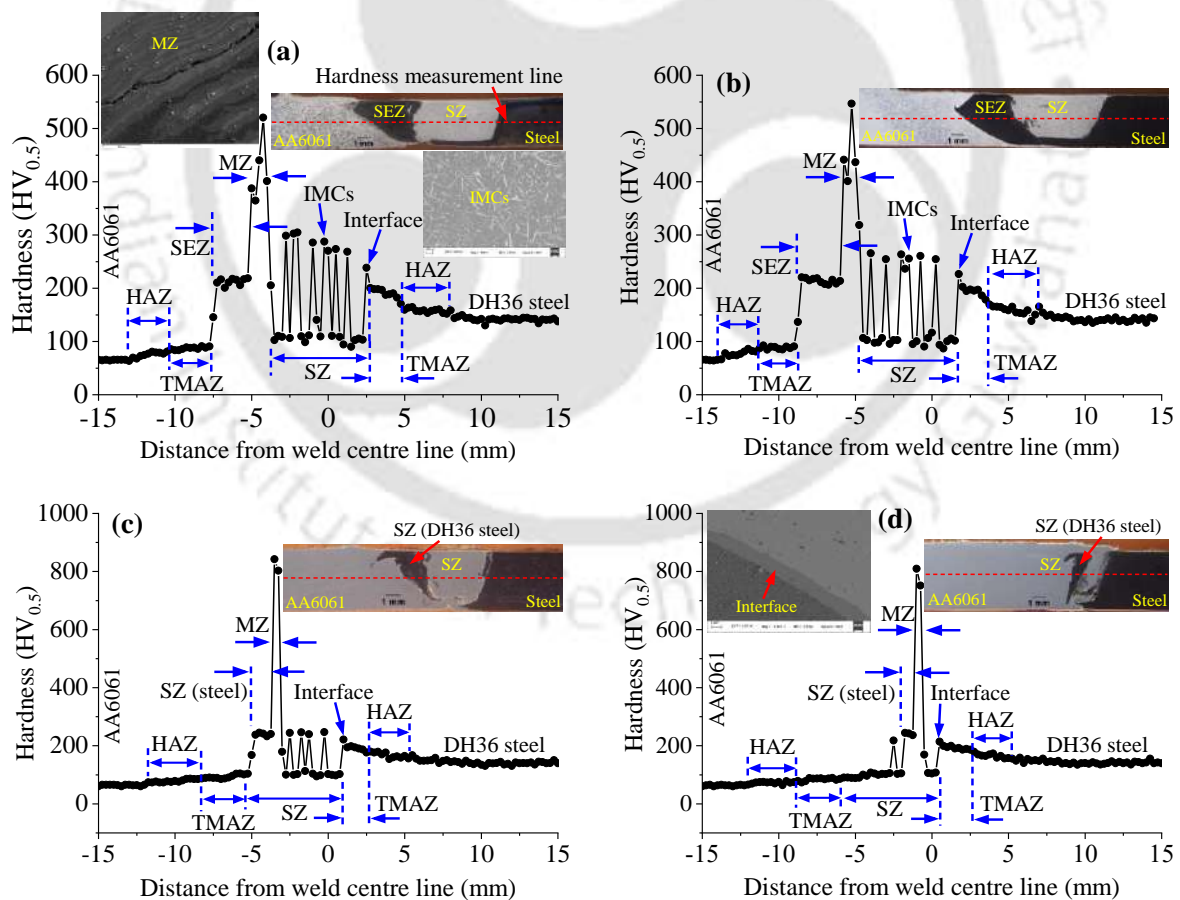 (a)
MZ
Hardness measurement line
SEZ
SZ
AA6061
1 mm
Steel
IMCs
Hardness (HV0.5)
600
500
400
300
200
100
0
AA6061
MZ
IMCs
Interface
SEZ
HAZ
HAZ
DH36 steel
TMAZ
SZ
TMAZ
-15
-10
-5
0
5
10
15
Distance from weld centre line (mm)
(b)
SEZ
SZ
AA6061
1 mm
Steel
Hardness (HV0.5)
600
500
400
300
200
100
0
AA6061
MZ
IMCs
Interface
SEZ
HAZ
HAZ
DH36 steel
TMAZ
SZ
TMAZ
-15
-10
-5
0
5
10
15
Distance from weld centre line (mm)
(c)
SZ (DH36 steel)
SZ
AA6061
1 mm
Steel
Hardness (HV0.5)
1000
800
600
400
200
0
AA6061
MZ
SZ (steel)
Interface
HAZ
HAZ
DH36 steel
TMAZ
SZ
TMAZ
-15
-10
-5
0
5
10
15
Distance from weld centre line (mm)
(d)
Interface
SZ (DH36 steel)
SZ
AA6061
1 mm
Steel
Hardness (HV0.5)
1000
800
600
400
200
0
AA6061
MZ
SZ (steel)
Interface
HAZ
HAZ
DH36 steel
TMAZ
SZ
TMAZ
-15
-10
-5
0
5
10
15
Distance from weld centre line (mm)